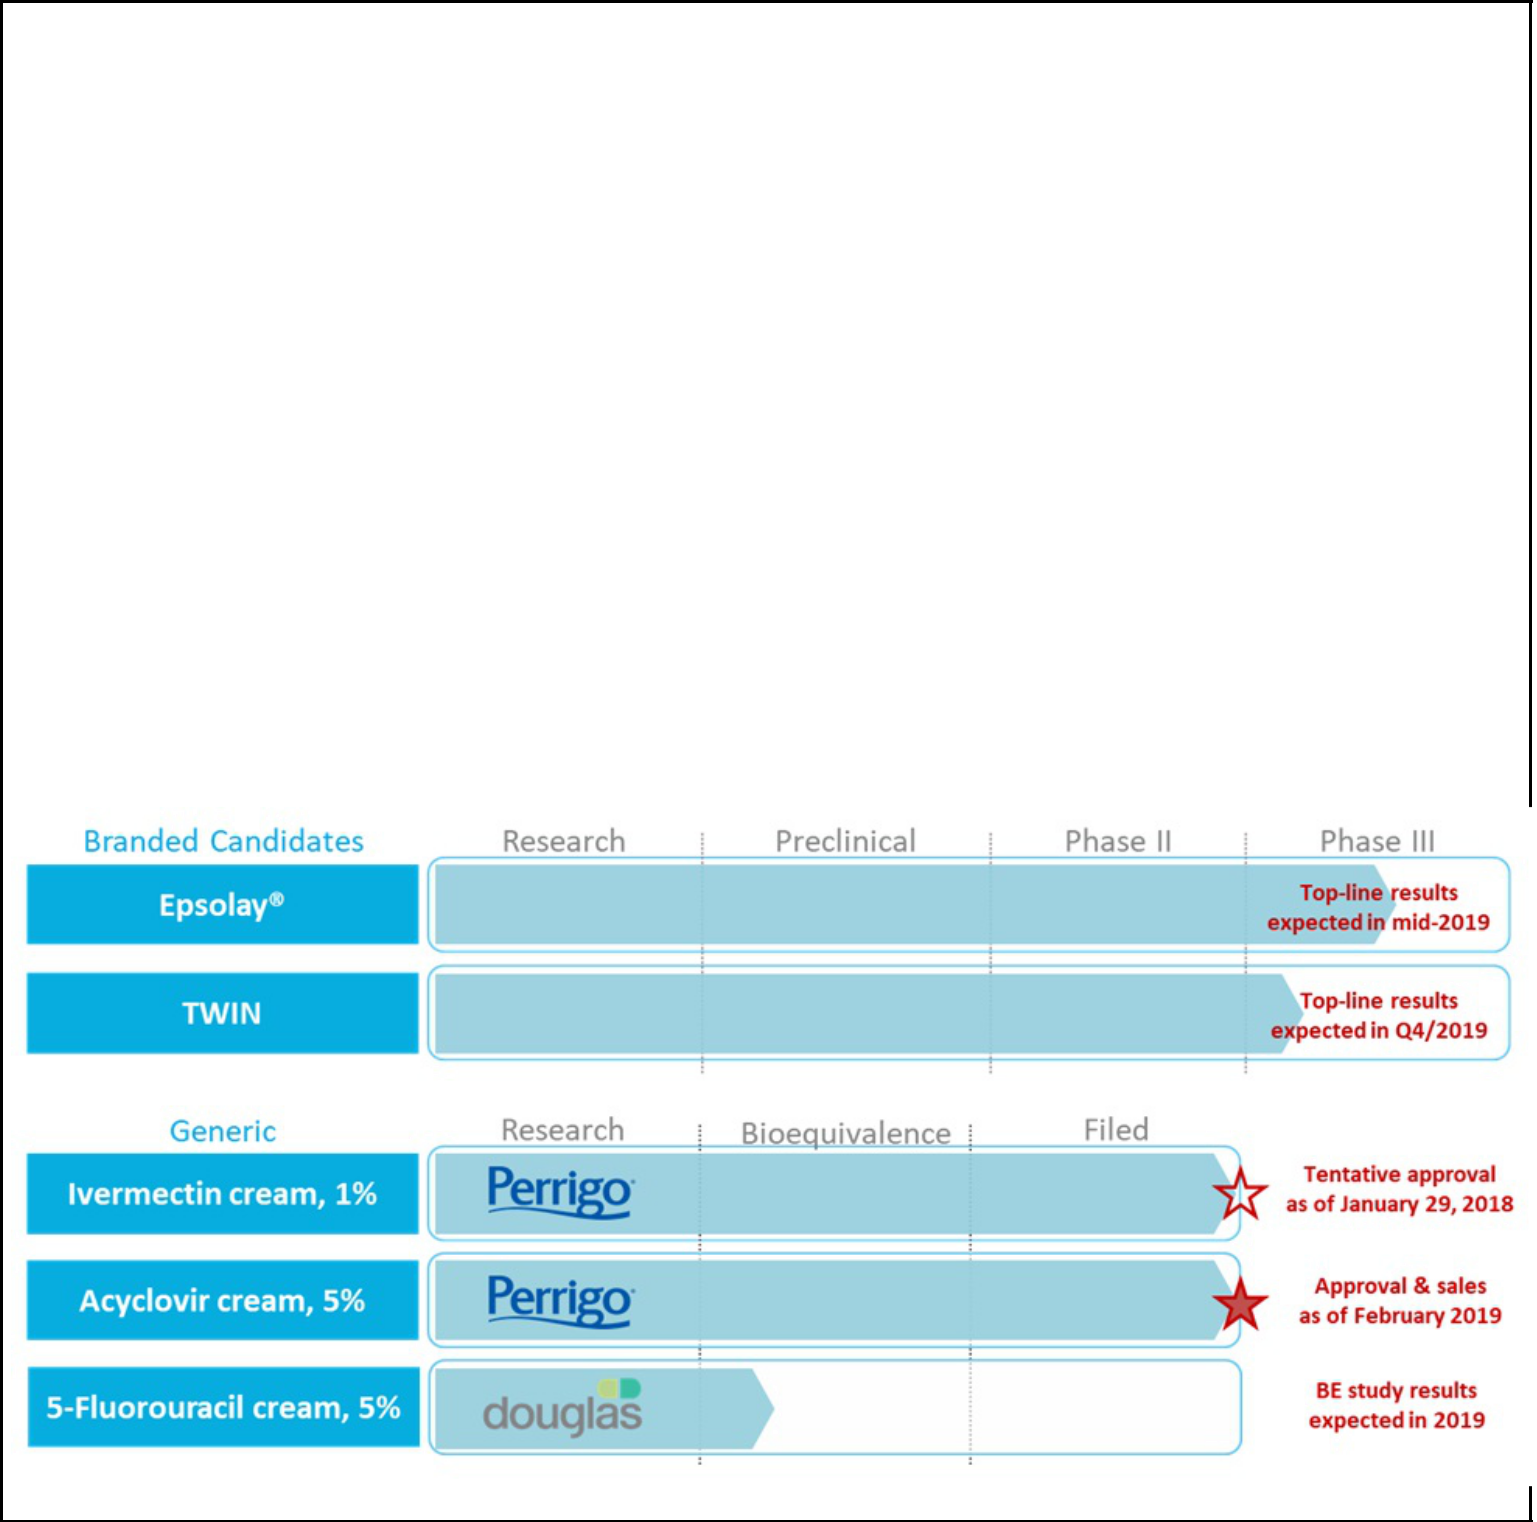 Branded Candidates Research Preclinical Phase II Phase III
Epsolay®
Top-line results
expected in mid-2019
TWIN
Top-line results
expected in Q4/2019
Generic Research Bioequivalence Filed
Ivermectin cream, 1%
Perrigo
Tentative approval
as of January 29, 2018
Acyclovir cream, 5%
Perrigo
Approval & sales
as of February 2019
5-Fluorouracil cream, 5%
douglas
BE study results
expected in 2019